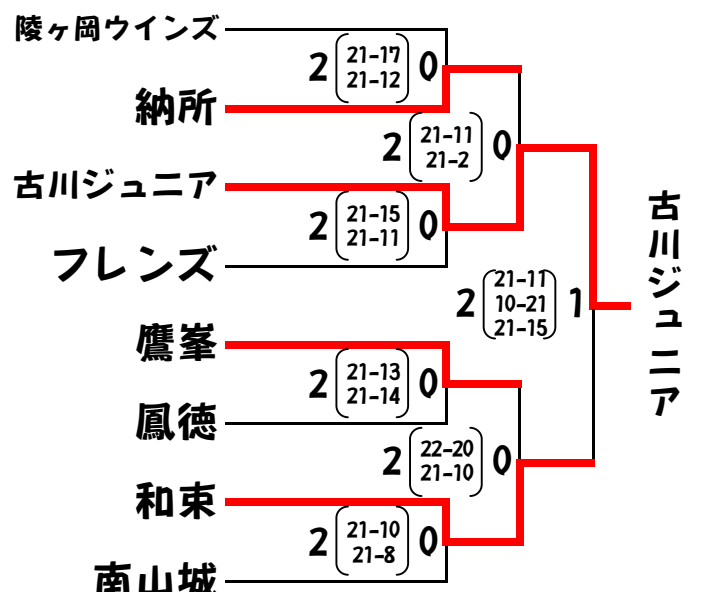 陵ヶ岡ウインズ
2 21-17 0
21-12
納所
2 21-11 0
21-2
古川ジュニア
2 21-15 0
21-11
フレンズ
古川ジュニア
2 21-11 1
10-21
21-15
鷹峯
2 21-13 0
21-14
鳳徳
2 22-20 0
21-10
和束
2 21-10 0
21-8
南山城